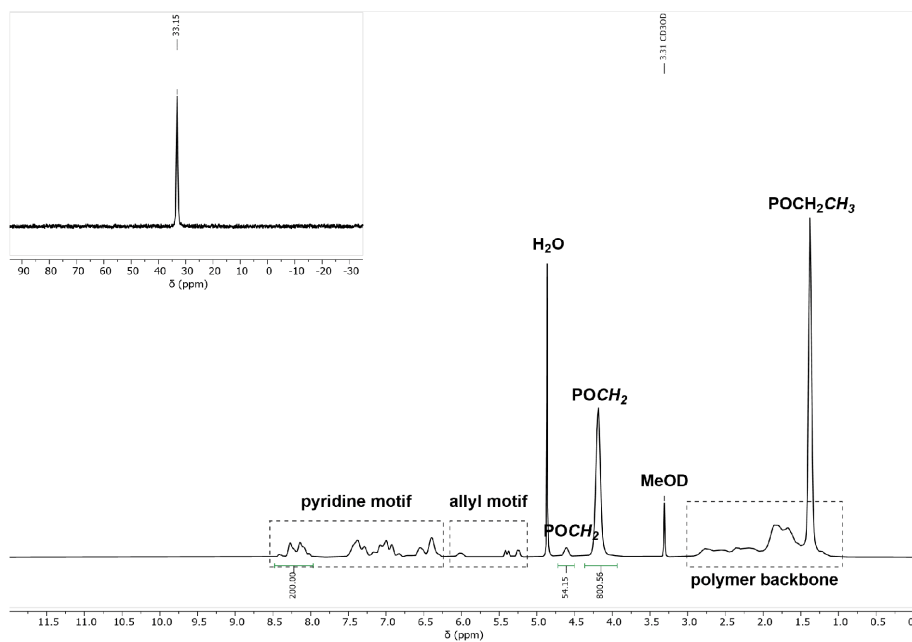 33.15
90 80 70 60 50 40 30 20 10 0 -10 -20 -30
δ (ppm)
3.31 CD3OD
POCH₂CH₃
H₂O
POCH₂
MeOD
pyridine motif
allyl motif
POCH₂
polymer backbone
200.00
54.15
800.56
11.5 11.0 10.5 10.0 9.5 9.0 8.5 8.0 7.5 7.0 6.5 6.0 5.5 5.0 4.5 4.0 3.5 3.0 2.5 2.0 1.5 1.0 0.5 0.0
δ (ppm)